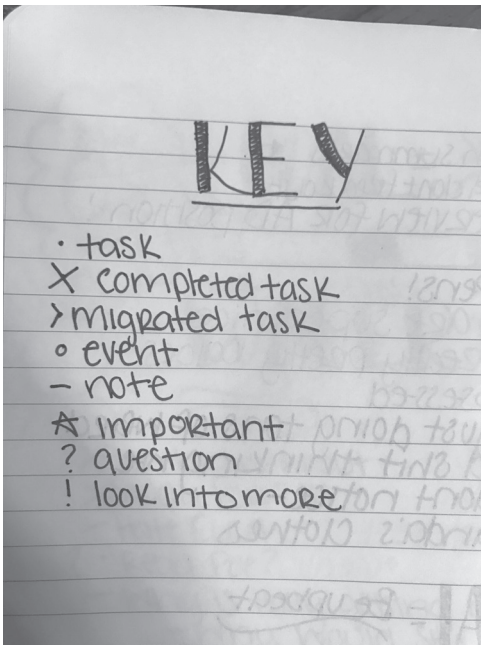 KEY
· task
X completed task
> migrated task
o event
– note
☆ important
? question
! look into more